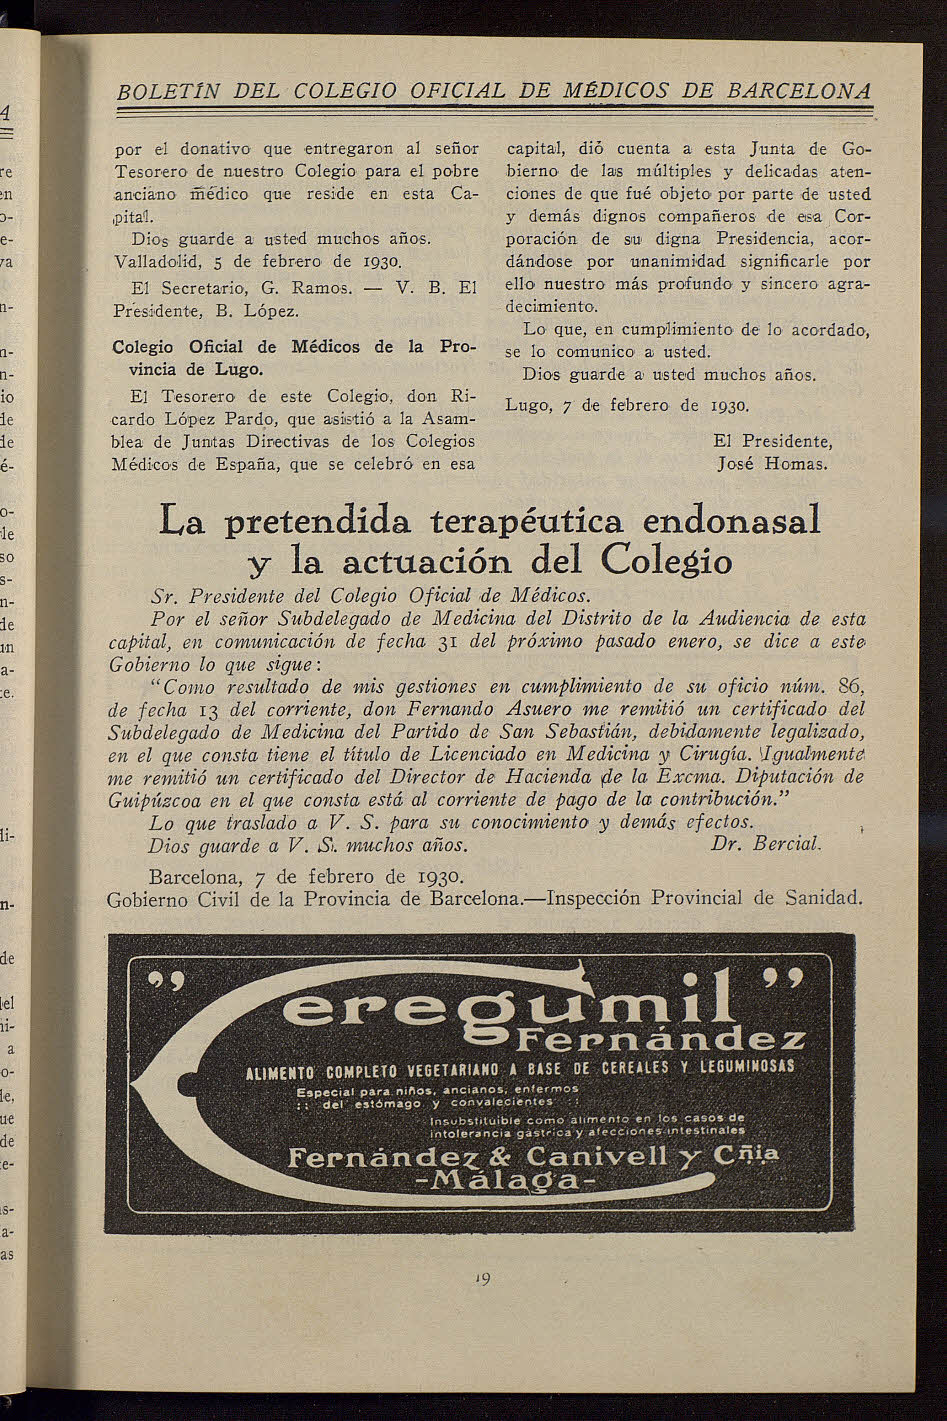 BOLETÍN DEL COLEGIO OFICIAL DE MÉDICOS DE BARCELONA
por el donativo que entregaron al señor
Tesorero de nuestro Colegio para el pobre
anciano médico que reside en esta Ca-
pital.
Dios guarde a usted muchos años.
Valladolid, 5 de febrero de 1930.
El Secretario, G. Ramos. — V. B. El
Presidente, B. López.
Colegio Oficial de Médicos de la Pro-
vincia de Lugo.
El Tesorero de este Colegio, don Ri-
cardo López Pardo, que asistió a la Asam-
blea de Juntas Directivas de los Colegios
Médicos de España, que se celebró en esa
capital, dió cuenta a esta Junta de Go-
bierno de las múltiples y delicadas aten-
ciones de que fué objeto por parte de usted
y demás dignos compañeros de esa Cor-
poración de su digna Presidencia, acor-
dándose por unanimidad significarle por
ello nuestro más profundo y sincero agra-
decimiento.
Lo que, en cumplimiento de lo acordado,
se lo comunico a usted.
Dios guarde a usted muchos años.
Lugo, 7 de febrero de 1930.
El Presidente,
José Homas.
La pretendida terapéutica endonasal
y la actuación del Colegio
Sr. Presidente del Colegio Oficial de Médicos.
Por el señor Subdelegado de Medicina del Distrito de la Audiencia de esta
capital, en comunicación de fecha 31 del próximo pasado enero, se dice a este
Gobierno lo que sigue:
“Como resultado de mis gestiones en cumplimiento de su oficio núm. 86,
de fecha 13 del corriente, don Fernando Asuero me remitió un certificado del
Subdelegado de Medicina del Partido de San Sebastián, debidamente legalizado,
en el que consta tiene el título de Licenciado en Medicina y Cirugía. Igualmente
me remitió un certificado del Director de Hacienda de la Excma. Diputación de
Guipúzcoa en el que consta está al corriente de pago de la contribución.”
Lo que traslado a V. S. para su conocimiento y demás efectos.
Dios guarde a V. S. muchos años. Dr. Bercial.
Barcelona, 7 de febrero de 1930.
Gobierno Civil de la Provincia de Barcelona.—Inspección Provincial de Sanidad.
”Ceregumil”
Fernández
ALIMENTO COMPLETO VEGETARIANO A BASE DE CEREALES Y LEGUMINOSAS
Especial para niños, ancianos, enfermos
:: del estómago y convalecientes ::
Insubstituible como alimento en los casos de
intolerancia gástrica y afecciones intestinales
Fernández & Canivell y Cñia
-Málaga-
19